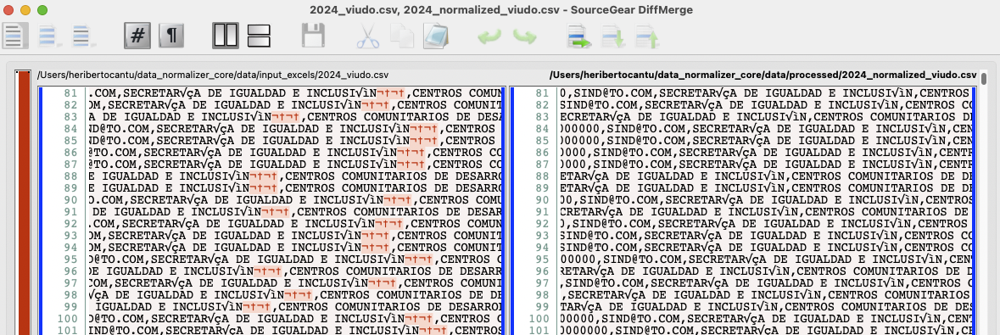 2024_viudo.csv, 2024_normalized_viudo.csv - SourceGear DiffMerge
# ¶
/Users/heribertocantu/data_normalizer_core/data/input_excels/2024_viudo.csv
81 .COM,SECRETAR√çA DE IGUALDAD E INCLUSI√ìN¬†¬†,CENTROS COMUN
82 OM,SECRETAR√çA DE IGUALDAD E INCLUSI√ìN¬†¬†,CENTROS COMUNIT
83 A DE IGUALDAD E INCLUSI√ìN¬†¬†,CENTROS COMUNITARIOS DE DESA
84 ND@TO.COM,SECRETAR√çA DE IGUALDAD E INCLUSI√ìN¬†¬†,CENTROS
85 @TO.COM,SECRETAR√çA DE IGUALDAD E INCLUSI√ìN¬†¬†,CENTROS
86 @TO.COM,SECRETAR√çA DE IGUALDAD E INCLUSI√ìN¬†¬†,CENTROS CO
87 @TO.COM,SECRETAR√çA DE IGUALDAD E INCLUSI√ìN¬†¬†,CENTROS CO
88 E IGUALDAD E INCLUSI√ìN¬†¬†,CENTROS COMUNITARIOS DE DESARRO
89 E IGUALDAD E INCLUSI√ìN¬†¬†,CENTROS COMUNITARIOS DE DESARRO
90 O.COM,SECRETAR√çA DE IGUALDAD E INCLUSI√ìN¬†¬†,CENTROS COMU
91 DE IGUALDAD E INCLUSI√ìN¬†¬†,CENTROS COMUNITARIOS DE DESAR
92 .COM,SECRETAR√çA DE IGUALDAD E INCLUSI√ìN¬†¬†,CENTROS COMUN
93 OM,SECRETAR√çA DE IGUALDAD E INCLUSI√ìN¬†¬†,CENTROS COMUNIT
94 OM,SECRETAR√çA DE IGUALDAD E INCLUSI√ìN¬†¬†,CENTROS COMUNIT
95 @TO.COM,SECRETAR√çA DE IGUALDAD E INCLUSI√ìN¬†¬†,CENTROS C
96 DE IGUALDAD E INCLUSI√ìN¬†¬†,CENTROS COMUNITARIOS DE DESARR
97 COM,SECRETAR√çA DE IGUALDAD E INCLUSI√ìN¬†¬†,CENTROS COMUNI
98 √çA DE IGUALDAD E INCLUSI√ìN¬†¬†,CENTROS COMUNITARIOS DE DE
99 IGUALDAD E INCLUSI√ìN¬†¬†,CENTROS COMUNITARIOS DE DESARROI
100 @TO.COM,SECRETAR√çA DE IGUALDAD E INCLUSI√ìN¬†¬†,CENTROS C
101 IND@TO.COM,SECRETAR√çA DE IGUALDAD E INCLUSI√ìN¬†¬†,CENTROS
/Users/heribertocantu/data_normalizer_core/data/processed/2024_normalized_viudo.csv
81 0,SIND@TO.COM,SECRETAR√çA DE IGUALDAD E INCLUSI√ìN,CENTROS
82 SIND@TO.COM,SECRETAR√çA DE IGUALDAD E INCLUSI√ìN,CENTROS CO
83 ECRETAR√çA DE IGUALDAD E INCLUSI√ìN,CENTROS COMUNITARIOS DE
84 000000,SIND@TO.COM,SECRETAR√çA DE IGUALDAD E INCLUSI√ìN,CE
85 0000,SIND@TO.COM,SECRETAR√çA DE IGUALDAD E INCLUSI√ìN,CEN
86 0000,SIND@TO.COM,SECRETAR√çA DE IGUALDAD E INCLUSI√ìN,CENT
87 0000,SIND@TO.COM,SECRETAR√çA DE IGUALDAD E INCLUSI√ìN,CENT
88 ETAR√çA DE IGUALDAD E INCLUSI√ìN,CENTROS COMUNITARIOS DE D
89 ETAR√çA DE IGUALDAD E INCLUSI√ìN,CENTROS COMUNITARIOS DE D
90 00,SIND@TO.COM,SECRETAR√çA DE IGUALDAD E INCLUSI√ìN,CENTRO
91 CRETAR√çA DE IGUALDAD E INCLUSI√ìN,CENTROS COMUNITARIOS DE
92 0,SIND@TO.COM,SECRETAR√çA DE IGUALDAD E INCLUSI√ìN,CENTROS
93 SIND@TO.COM,SECRETAR√çA DE IGUALDAD E INCLUSI√ìN,CENTROS C
94 SIND@TO.COM,SECRETAR√çA DE IGUALDAD E INCLUSI√ìN,CENTROS C
95 00000,SIND@TO.COM,SECRETAR√çA DE IGUALDAD E INCLUSI√ìN,CEN
96 RETAR√çA DE IGUALDAD E INCLUSI√ìN,CENTROS COMUNITARIOS DE D
97 ,SIND@TO.COM,SECRETAR√çA DE IGUALDAD E INCLUSI√ìN,CENTROS
98 ,SECRETAR√çA DE IGUALDAD E INCLUSI√ìN,CENTROS COMUNITARIOS
99 TAR√çA DE IGUALDAD E INCLUSI√ìN,CENTROS COMUNITARIOS DE DES
100 0000,SIND@TO.COM,SECRETAR√çA DE IGUALDAD E INCLUSI√ìN,CENT
101 0000000,SIND@TO.COM,SECRETAR√çA DE IGUALDAD E INCLUSI√ìN,C